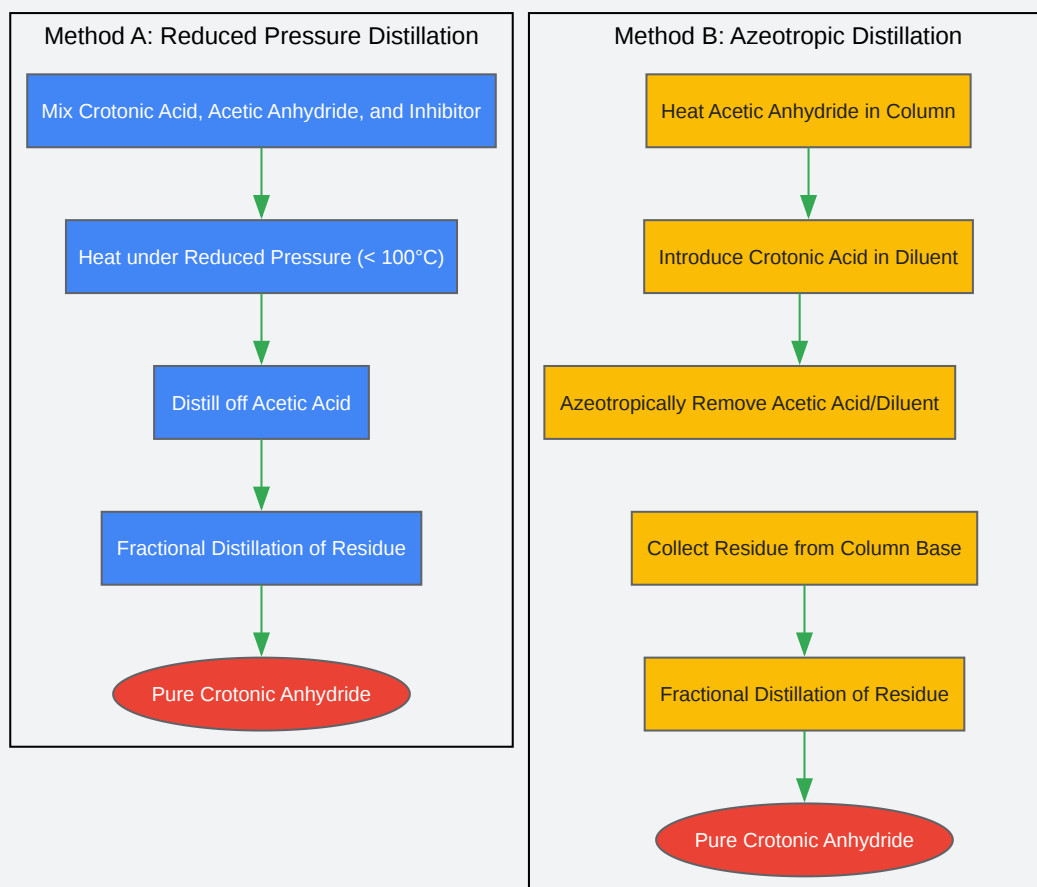 Method A: Reduced Pressure Distillation
Mix Crotonic Acid, Acetic Anhydride, and Inhibitor
Heat under Reduced Pressure (< 100°C)
Distill off Acetic Acid
Fractional Distillation of Residue
Pure Crotonic Anhydride
Method B: Azeotropic Distillation
Heat Acetic Anhydride in Column
Introduce Crotonic Acid in Diluent
Azeotropically Remove Acetic Acid/Diluent
Collect Residue from Column Base
Fractional Distillation of Residue
Pure Crotonic Anhydride